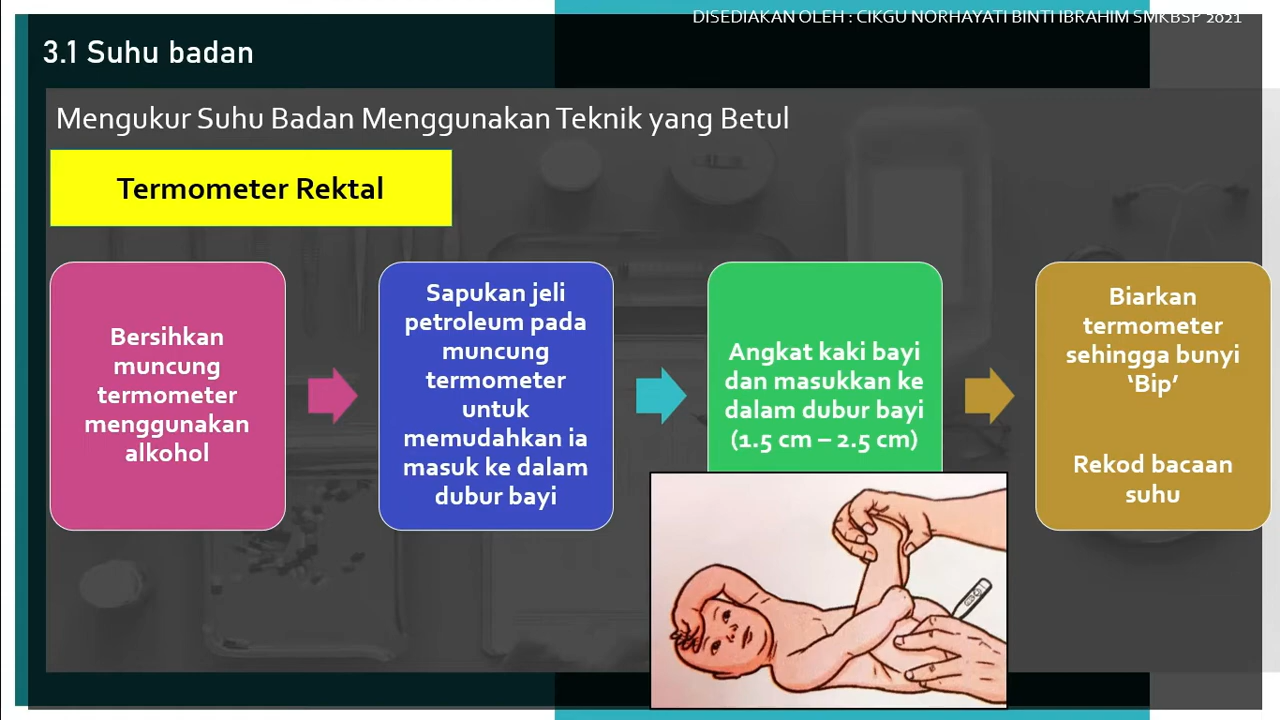 DISEDIAKAN OLEH : CIKGU NORHAYATI BINTI IBRAHIM SMKBSP 2021
3.1 Suhu badan
Mengukur Suhu Badan Menggunakan Teknik yang Betul
Termometer Rektal
Bersihkan
muncung
termometer
menggunakan
alkohol
Sapukan jeli
petroleum pada
muncung
termometer
untuk
memudahkan ia
masuk ke dalam
dubur bayi
Angkat kaki bayi
dan masukkan ke
dalam dubur bayi
(1.5 cm – 2.5 cm)
Biarkan
termometer
sehingga bunyi
‘Bip’
Rekod bacaan
suhu